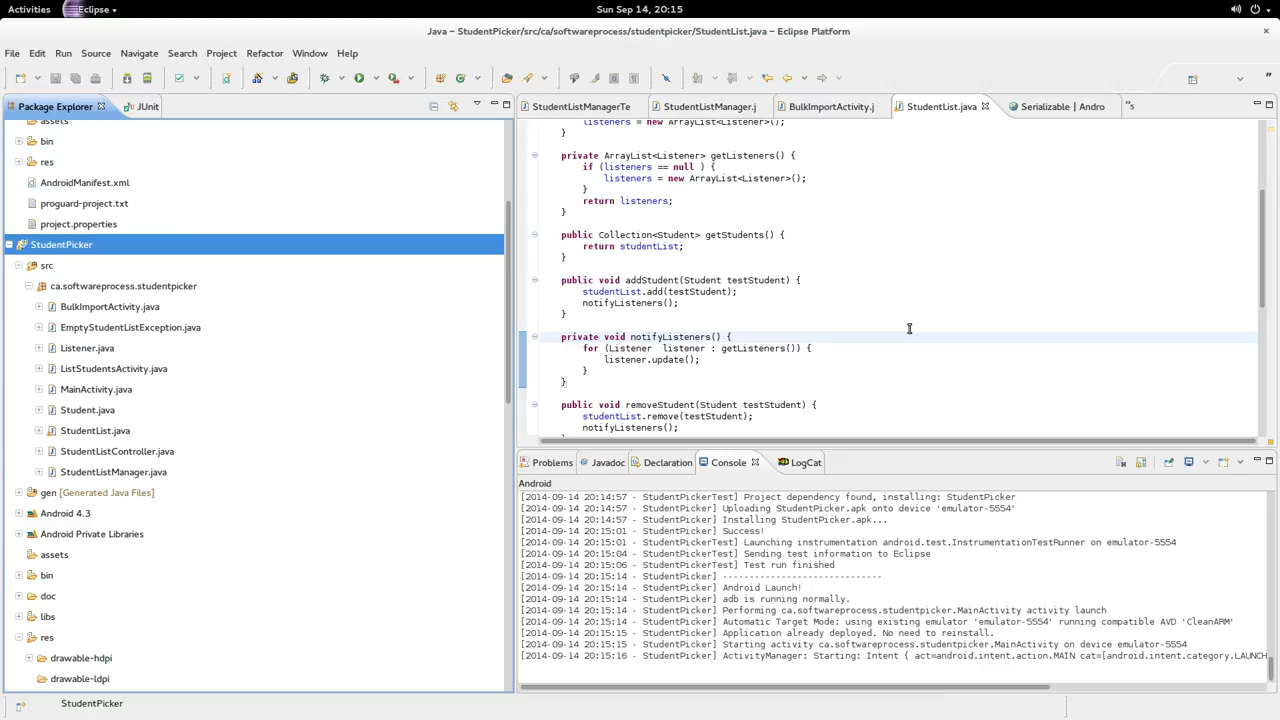 Activities Eclipse Sun Sep 14, 20:15
Java – StudentPicker/src/ca/softwareprocess/studentpicker/StudentList.java – Eclipse Platform
File Edit Run Source Navigate Search Project Refactor Window Help
Package Explorer JUnit
assets
bin
res
AndroidManifest.xml
proguard-project.txt
project.properties
StudentPicker
src
ca.softwareprocess.studentpicker
BulkImportActivity.java
EmptyStudentListException.java
Listener.java
ListStudentsActivity.java
MainActivity.java
Student.java
StudentList.java
StudentListController.java
StudentListManager.java
gen [Generated Java Files]
Android 4.3
Android Private Libraries
assets
bin
doc
libs
res
drawable-hdpi
drawable-ldpi
StudentListManagerTe StudentListManager.j BulkImportActivity.j StudentList.java Serializable | Andro »5
listeners = new ArrayList<Listener>();
}
private ArrayList<Listener> getListeners() {
if (listeners == null ) {
listeners = new ArrayList<Listener>();
}
return listeners;
}
public Collection<Student> getStudents() {
return studentList;
}
public void addStudent(Student testStudent) {
studentList.add(testStudent);
notifyListeners();
}
private void notifyListeners() {
for (Listener  listener : getListeners()) {
listener.update();
}
}
public void removeStudent(Student testStudent) {
studentList.remove(testStudent);
notifyListeners();
Problems Javadoc Declaration Console LogCat
Android
[2014-09-14 20:14:57 - StudentPickerTest] Project dependency found, installing: StudentPicker
[2014-09-14 20:14:57 - StudentPicker] Uploading StudentPicker.apk onto device 'emulator-5554'
[2014-09-14 20:14:57 - StudentPicker] Installing StudentPicker.apk...
[2014-09-14 20:15:01 - StudentPicker] Success!
[2014-09-14 20:15:01 - StudentPickerTest] Launching instrumentation android.test.InstrumentationTestRunner on emulator-5554
[2014-09-14 20:15:04 - StudentPickerTest] Sending test information to Eclipse
[2014-09-14 20:15:06 - StudentPickerTest] Test run finished
[2014-09-14 20:15:14 - StudentPicker] ------------------------------
[2014-09-14 20:15:14 - StudentPicker] Android Launch!
[2014-09-14 20:15:14 - StudentPicker] adb is running normally.
[2014-09-14 20:15:14 - StudentPicker] Performing ca.softwareprocess.studentpicker.MainActivity activity launch
[2014-09-14 20:15:14 - StudentPicker] Automatic Target Mode: using existing emulator 'emulator-5554' running compatible AVD 'CleanARM'
[2014-09-14 20:15:15 - StudentPicker] Application already deployed. No need to reinstall.
[2014-09-14 20:15:15 - StudentPicker] Starting activity ca.softwareprocess.studentpicker.MainActivity on device emulator-5554
[2014-09-14 20:15:16 - StudentPicker] ActivityManager: Starting: Intent { act=android.intent.action.MAIN cat=[android.intent.category.LAUNCH
StudentPicker